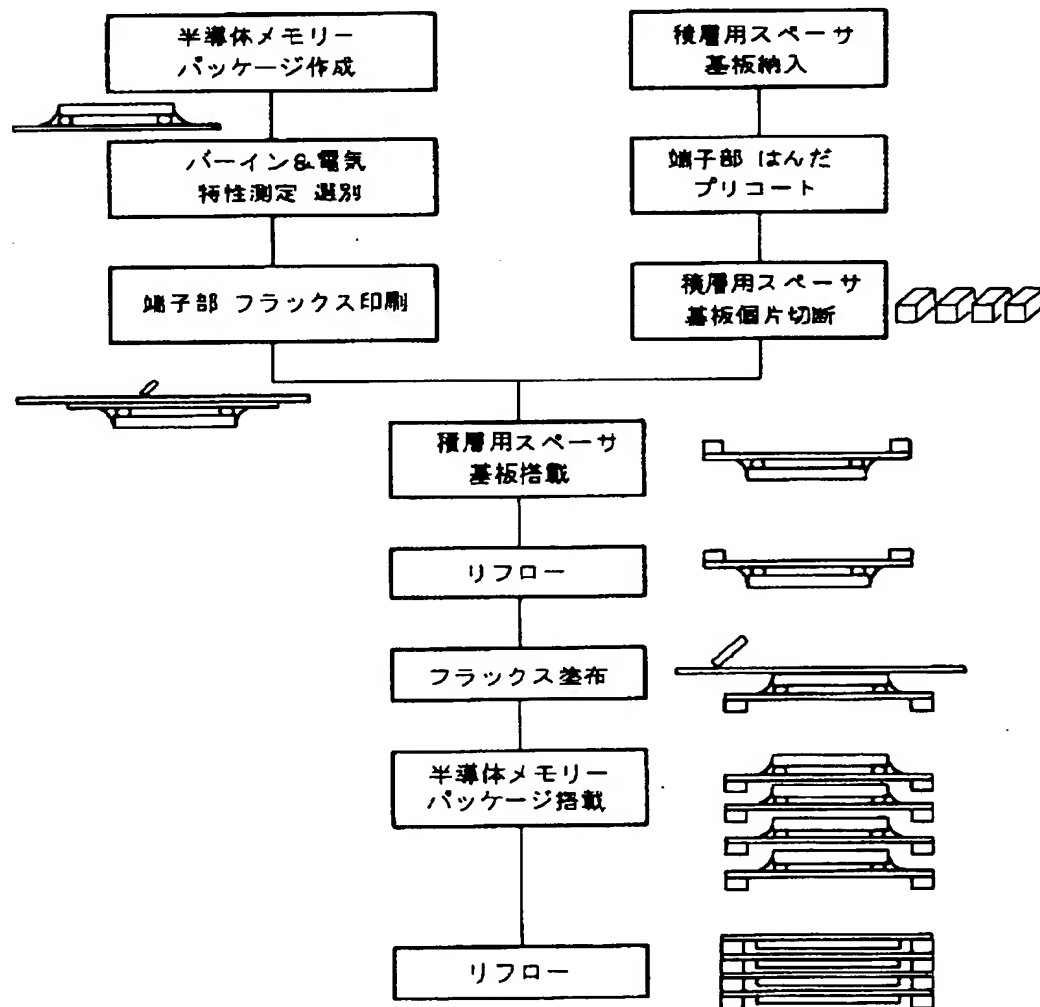 半導体メモリー
パッケージ作成
バーイン&電気
特性測定 選別
端子部 フラックス印刷
積層用スペーサ
基板納入
端子部 はんだ
プリコート
積層用スペーサ
基板個片切断
積層用スペーサ
基板搭載
リフロー
フラックス塗布
半導体メモリー
パッケージ搭載
リフロー